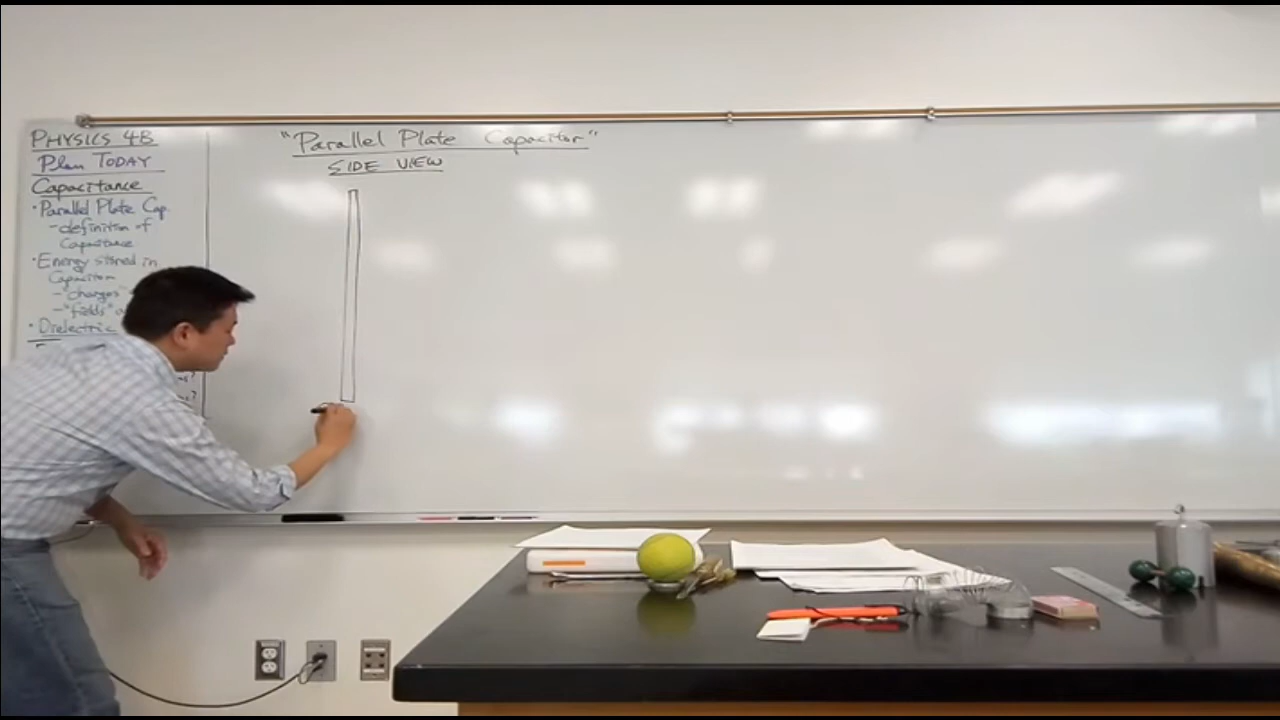 PHYSICS 4B
Plan TODAY
Capacitance
• Parallel Plate Cap.
- definition of
Capacitance
• Energy stored in
Capacitor
- "charges"
- "fields"
• Dielectric
"Parallel Plate Capacitor"
SIDE VIEW